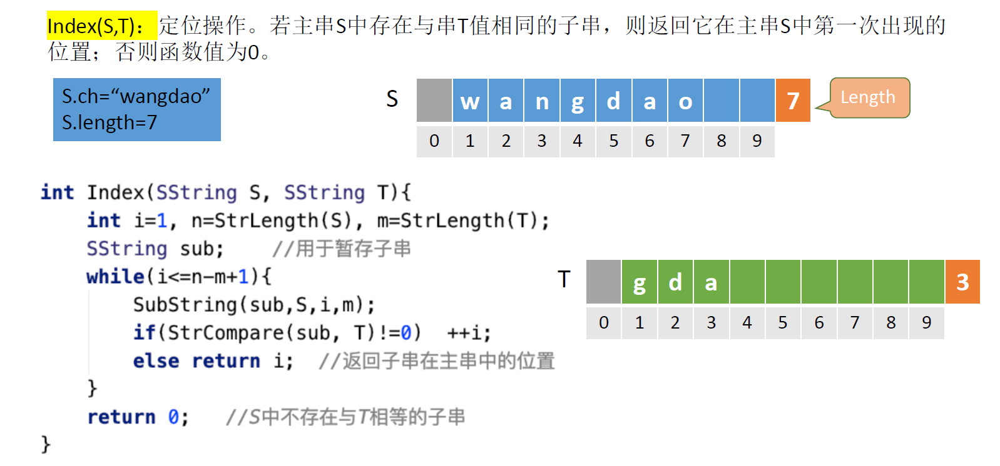 Index(S,T)：定位操作。若主串S中存在与串T值相同的子串，则返回它在主串S中第一次出现的
位置；否则函数值为0。
S.ch=“wangdao”
S.length=7
S
w a n g d a o 7
Length
0 1 2 3 4 5 6 7 8 9
int Index(SString S, SString T){
int i=1, n=StrLength(S), m=StrLength(T);
SString sub; //用于暂存子串
while(i<=n-m+1){
SubString(sub,S,i,m);
if(StrCompare(sub, T)!=0) ++i;
else return i; //返回子串在主串中的位置
}
return 0; //S中不存在与T相等的子串
}
T
g d a 3
0 1 2 3 4 5 6 7 8 9